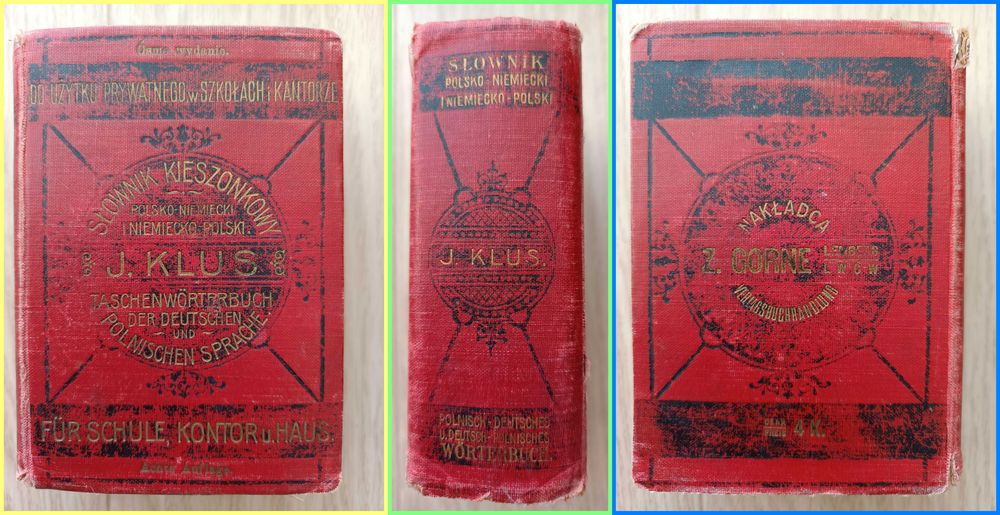 Ósme wydanie.
DO UŻYTKU PRYWATNEGO W SZKOŁACH I KANTORZE
SŁOWNIK KIESZONKOWY
POLSKO-NIEMIECKI
I NIEMIECKO-POLSKI.
J. KLUS
TASCHENWÖRTERBUCH
DER DEUTSCHEN
UND
POLNISCHEN SPRACHE.
FÜR SCHULE, KONTOR u. HAUS.
Achte Auflage.
SŁOWNIK
POLSKO-NIEMIECKI
I NIEMIECKO-POLSKI
J. KLUS.
POLNISCH-DEUTSCHES
U. DEUTSCH-POLNISCHES
WÖRTERBUCH.
NAKŁADCA
Z. GORNE LEMBERG
LWÓW
VERLAGSBUCHHANDLUNG
4 K.